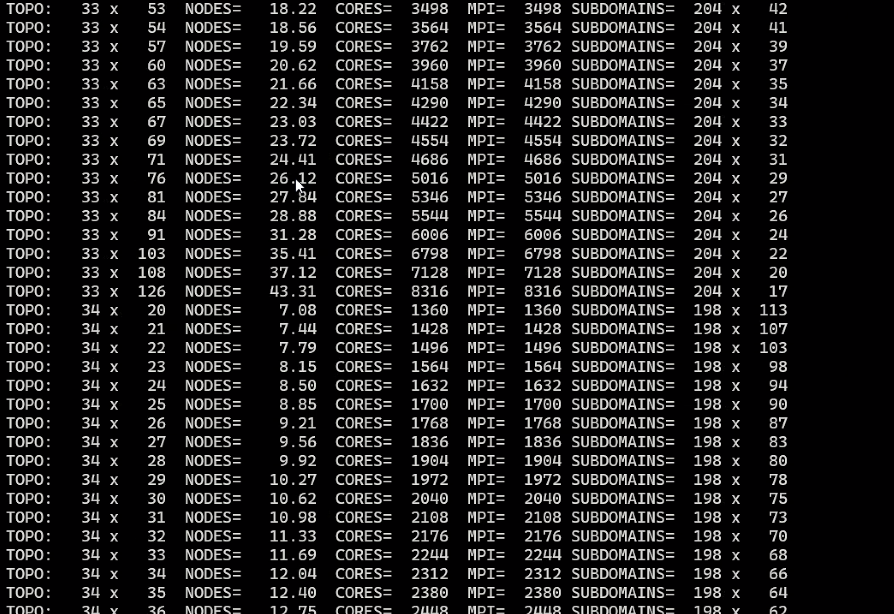 TOPO: 33 x 53 NODES= 18.22 CORES= 3498 MPI= 3498 SUBDOMAINS= 204 x 42
TOPO: 33 x 54 NODES= 18.56 CORES= 3564 MPI= 3564 SUBDOMAINS= 204 x 41
TOPO: 33 x 57 NODES= 19.59 CORES= 3762 MPI= 3762 SUBDOMAINS= 204 x 39
TOPO: 33 x 60 NODES= 20.62 CORES= 3960 MPI= 3960 SUBDOMAINS= 204 x 37
TOPO: 33 x 63 NODES= 21.66 CORES= 4158 MPI= 4158 SUBDOMAINS= 204 x 35
TOPO: 33 x 65 NODES= 22.34 CORES= 4290 MPI= 4290 SUBDOMAINS= 204 x 34
TOPO: 33 x 67 NODES= 23.03 CORES= 4422 MPI= 4422 SUBDOMAINS= 204 x 33
TOPO: 33 x 69 NODES= 23.72 CORES= 4554 MPI= 4554 SUBDOMAINS= 204 x 32
TOPO: 33 x 71 NODES= 24.41 CORES= 4686 MPI= 4686 SUBDOMAINS= 204 x 31
TOPO: 33 x 76 NODES= 26.12 CORES= 5016 MPI= 5016 SUBDOMAINS= 204 x 29
TOPO: 33 x 81 NODES= 27.84 CORES= 5346 MPI= 5346 SUBDOMAINS= 204 x 27
TOPO: 33 x 84 NODES= 28.88 CORES= 5544 MPI= 5544 SUBDOMAINS= 204 x 26
TOPO: 33 x 91 NODES= 31.28 CORES= 6006 MPI= 6006 SUBDOMAINS= 204 x 24
TOPO: 33 x 103 NODES= 35.41 CORES= 6798 MPI= 6798 SUBDOMAINS= 204 x 22
TOPO: 33 x 108 NODES= 37.12 CORES= 7128 MPI= 7128 SUBDOMAINS= 204 x 20
TOPO: 33 x 126 NODES= 43.31 CORES= 8316 MPI= 8316 SUBDOMAINS= 204 x 17
TOPO: 34 x 20 NODES= 7.08 CORES= 1360 MPI= 1360 SUBDOMAINS= 198 x 113
TOPO: 34 x 21 NODES= 7.44 CORES= 1428 MPI= 1428 SUBDOMAINS= 198 x 107
TOPO: 34 x 22 NODES= 7.79 CORES= 1496 MPI= 1496 SUBDOMAINS= 198 x 103
TOPO: 34 x 23 NODES= 8.15 CORES= 1564 MPI= 1564 SUBDOMAINS= 198 x 98
TOPO: 34 x 24 NODES= 8.50 CORES= 1632 MPI= 1632 SUBDOMAINS= 198 x 94
TOPO: 34 x 25 NODES= 8.85 CORES= 1700 MPI= 1700 SUBDOMAINS= 198 x 90
TOPO: 34 x 26 NODES= 9.21 CORES= 1768 MPI= 1768 SUBDOMAINS= 198 x 87
TOPO: 34 x 27 NODES= 9.56 CORES= 1836 MPI= 1836 SUBDOMAINS= 198 x 83
TOPO: 34 x 28 NODES= 9.92 CORES= 1904 MPI= 1904 SUBDOMAINS= 198 x 80
TOPO: 34 x 29 NODES= 10.27 CORES= 1972 MPI= 1972 SUBDOMAINS= 198 x 78
TOPO: 34 x 30 NODES= 10.62 CORES= 2040 MPI= 2040 SUBDOMAINS= 198 x 75
TOPO: 34 x 31 NODES= 10.98 CORES= 2108 MPI= 2108 SUBDOMAINS= 198 x 73
TOPO: 34 x 32 NODES= 11.33 CORES= 2176 MPI= 2176 SUBDOMAINS= 198 x 70
TOPO: 34 x 33 NODES= 11.69 CORES= 2244 MPI= 2244 SUBDOMAINS= 198 x 68
TOPO: 34 x 34 NODES= 12.04 CORES= 2312 MPI= 2312 SUBDOMAINS= 198 x 66
TOPO: 34 x 35 NODES= 12.40 CORES= 2380 MPI= 2380 SUBDOMAINS= 198 x 64
TOPO: 34 x 36 NODES= 12.75 CORES= 2448 MPI= 2448 SUBDOMAINS= 198 x 62